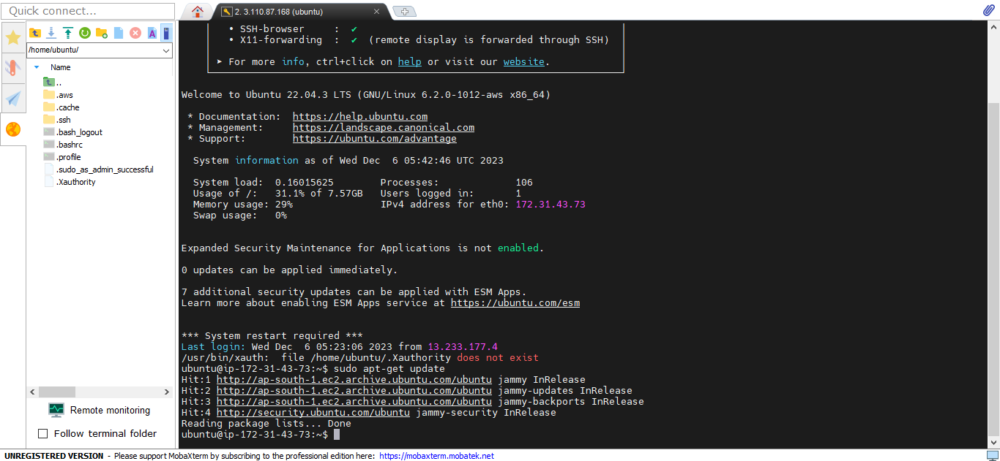 Quick connect...
2. 3.110.87.168 (ubuntu)
/home/ubuntu/
Name
..
.aws
.cache
.ssh
.bash_logout
.bashrc
.profile
.sudo_as_admin_successful
.Xauthority
Remote monitoring
Follow terminal folder
• SSH-browser : ✔
• X11-forwarding : ✔ (remote display is forwarded through SSH)
➤ For more info, ctrl+click on help or visit our website.
Welcome to Ubuntu 22.04.3 LTS (GNU/Linux 6.2.0-1012-aws x86_64)
* Documentation: https://help.ubuntu.com
* Management: https://landscape.canonical.com
* Support: https://ubuntu.com/advantage
System information as of Wed Dec 6 05:42:46 UTC 2023
System load: 0.16015625 Processes: 106
Usage of /: 31.1% of 7.57GB Users logged in: 1
Memory usage: 29% IPv4 address for eth0: 172.31.43.73
Swap usage: 0%
Expanded Security Maintenance for Applications is not enabled.
0 updates can be applied immediately.
7 additional security updates can be applied with ESM Apps.
Learn more about enabling ESM Apps service at https://ubuntu.com/esm
*** System restart required ***
Last login: Wed Dec 6 05:23:06 2023 from 13.233.177.4
/usr/bin/xauth: file /home/ubuntu/.Xauthority does not exist
ubuntu@ip-172-31-43-73:~$ sudo apt-get update
Hit:1 http://ap-south-1.ec2.archive.ubuntu.com/ubuntu jammy InRelease
Hit:2 http://ap-south-1.ec2.archive.ubuntu.com/ubuntu jammy-updates InRelease
Hit:3 http://ap-south-1.ec2.archive.ubuntu.com/ubuntu jammy-backports InRelease
Hit:4 http://security.ubuntu.com/ubuntu jammy-security InRelease
Reading package lists... Done
ubuntu@ip-172-31-43-73:~$
UNREGISTERED VERSION - Please support MobaXterm by subscribing to the professional edition here: https://mobaxterm.mobatek.net